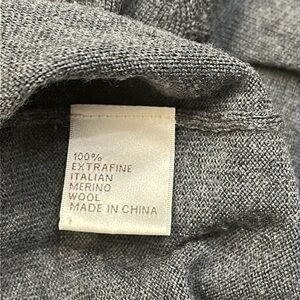 100%
EXTRAFINE
ITALIAN
MERINO
WOOL
MADE IN CHINA